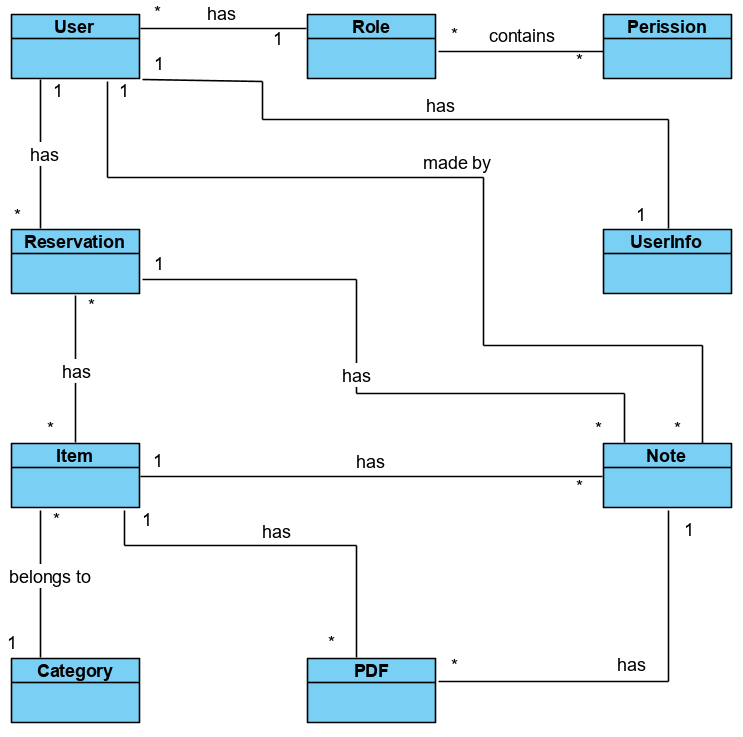 User
*
has
1
Role
*
contains
*
Perission
1
1
1
has
has
made by
*
1
Reservation
UserInfo
1
*
has
has
*
*
*
Item
1
has
*
Note
*
1
has
1
belongs to
1
*
*
has
Category
PDF